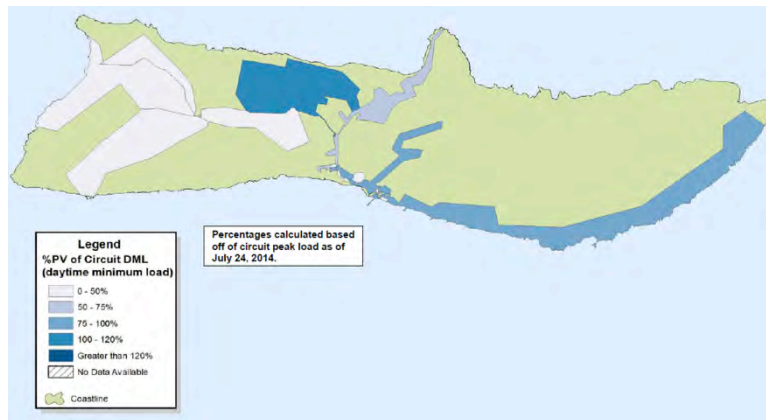 Percentages calculated based
off of circuit peak load as of
July 24, 2014.
Legend
%PV of Circuit DML
(daytime minimum load)
0 - 50%
50 - 75%
75 - 100%
100 - 120%
Greater than 120%
No Data Available
Coastline